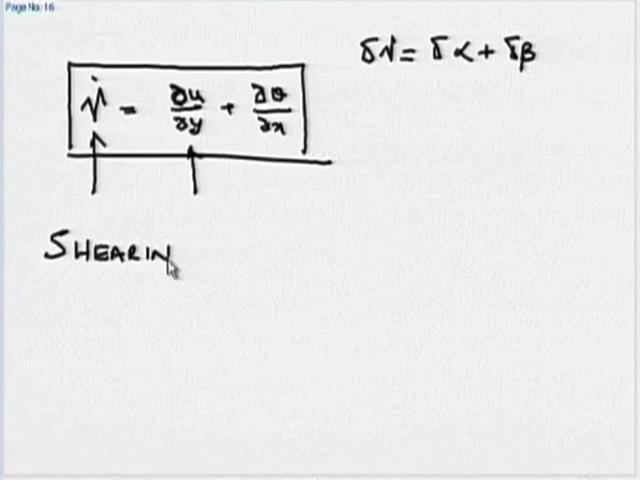 Page No: 16
δγ = δα + δβ
γ̇ = ∂u/∂y + ∂v/∂x
SHEARIN